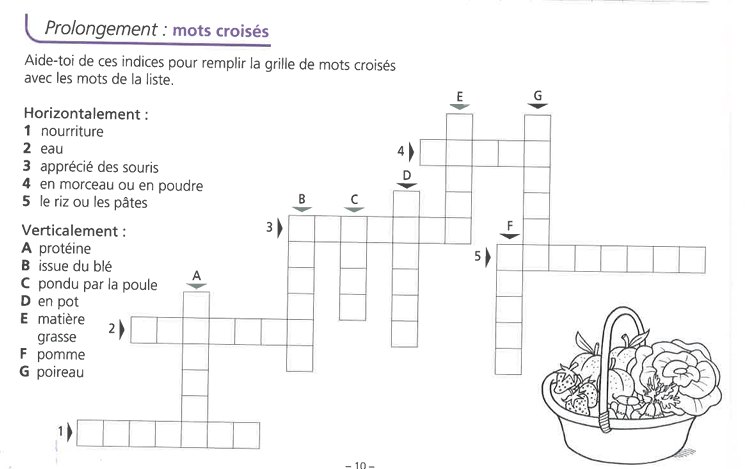 Prolongement : mots croisés
Aide-toi de ces indices pour remplir la grille de mots croisés
avec les mots de la liste.
Horizontalement :
1 nourriture
2 eau
3 apprécié des souris
4 en morceau ou en poudre
5 le riz ou les pâtes
Verticalement :
A protéine
B issue du blé
C pondu par la poule
D en pot
E matière
grasse
F pomme
G poireau
E
G
4
D
B
C
3
F
5
A
2
1
– 10 –